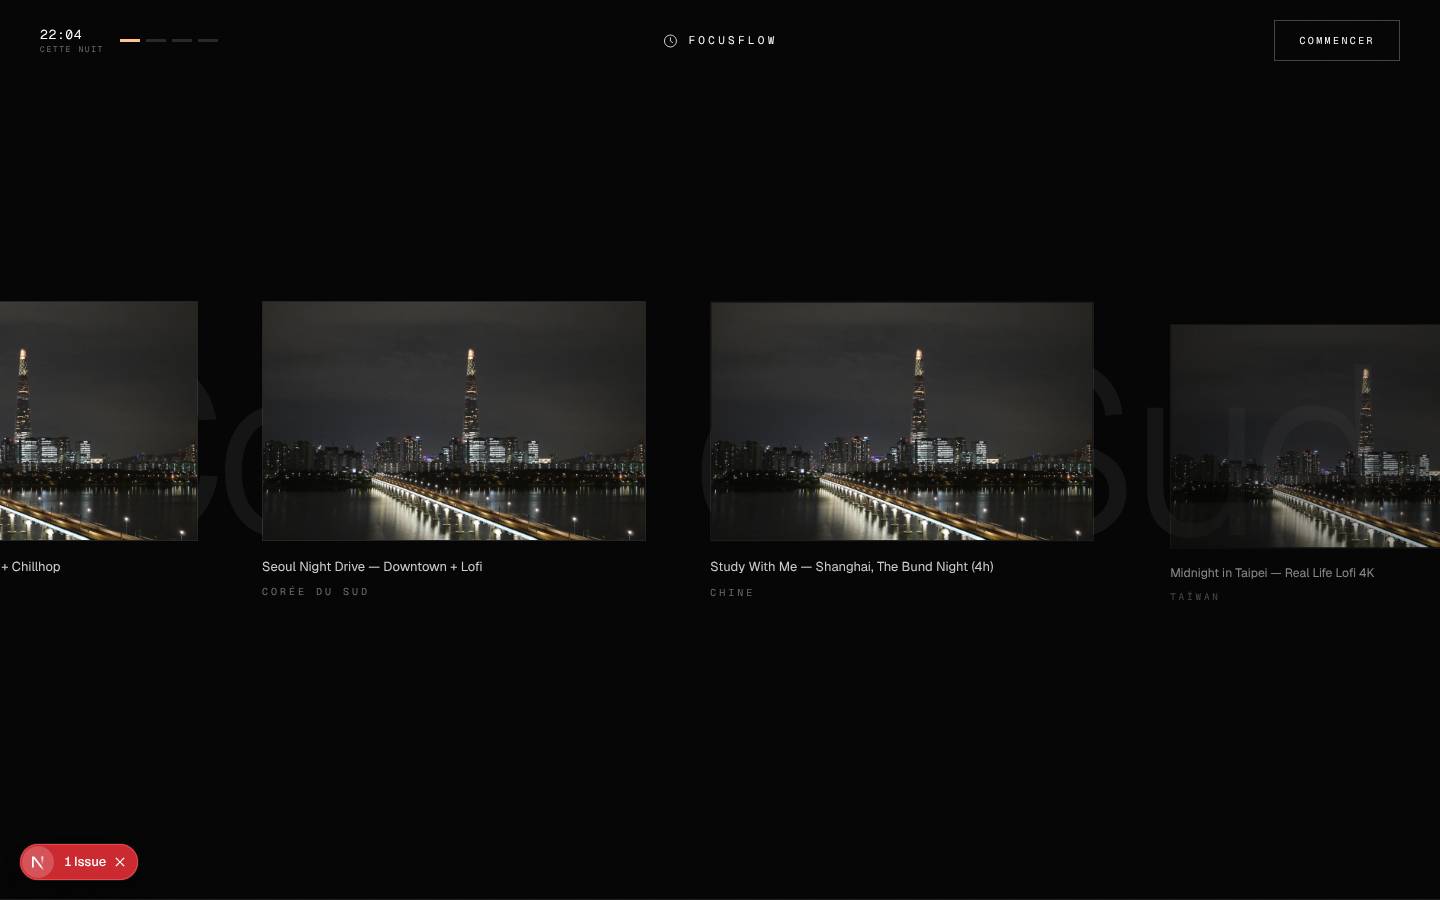 22:04
CETTE NUIT
FOCUSFLOW
COMMENCER
Sud
+ Chillhop
Seoul Night Drive — Downtown + Lofi
CORÉE DU SUD
Study With Me — Shanghai, The Bund Night (4h)
CHINE
Midnight in Taipei — Real Life Lofi 4K
TAÏWAN
N
1 Issue